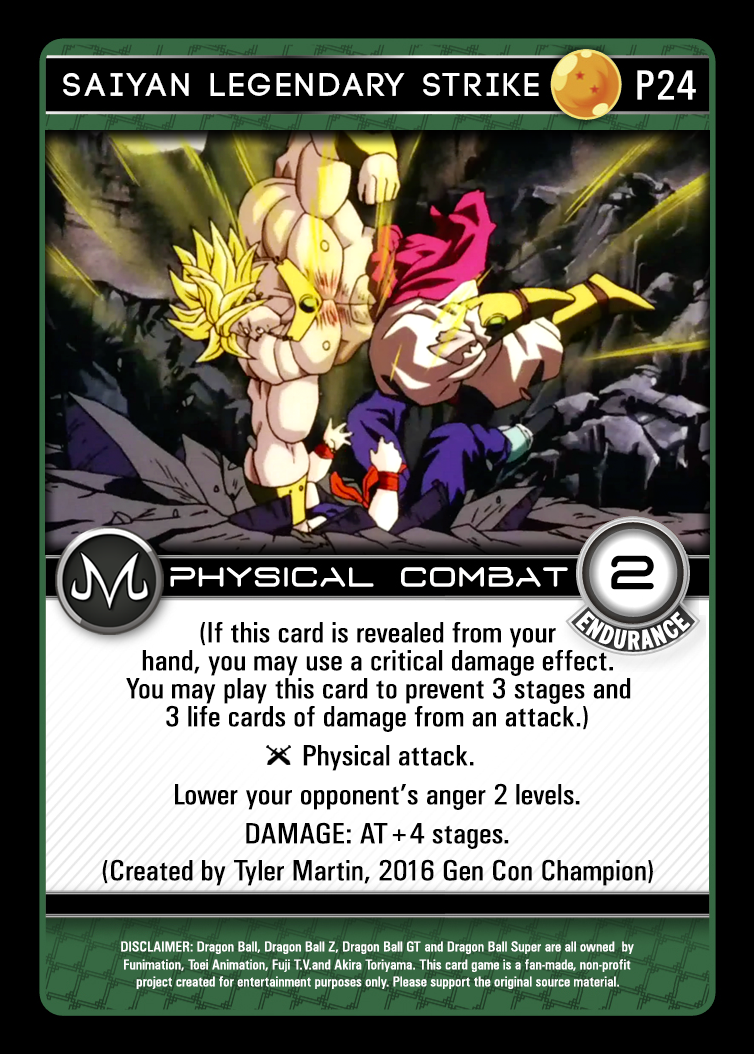 SAIYAN LEGENDARY STRIKE P24
PHYSICAL COMBAT 2
ENDURANCE
(If this card is revealed from your
hand, you may use a critical damage effect.
You may play this card to prevent 3 stages and
3 life cards of damage from an attack.)
Physical attack.
Lower your opponent's anger 2 levels.
DAMAGE: AT+4 stages.
(Created by Tyler Martin, 2016 Gen Con Champion)
DISCLAIMER: Dragon Ball, Dragon Ball Z, Dragon Ball GT and Dragon Ball Super are all owned by
Funimation, Toei Animation, Fuji T.V.and Akira Toriyama. This card game is a fan-made, non-profit
project created for entertainment purposes only. Please support the original source material.